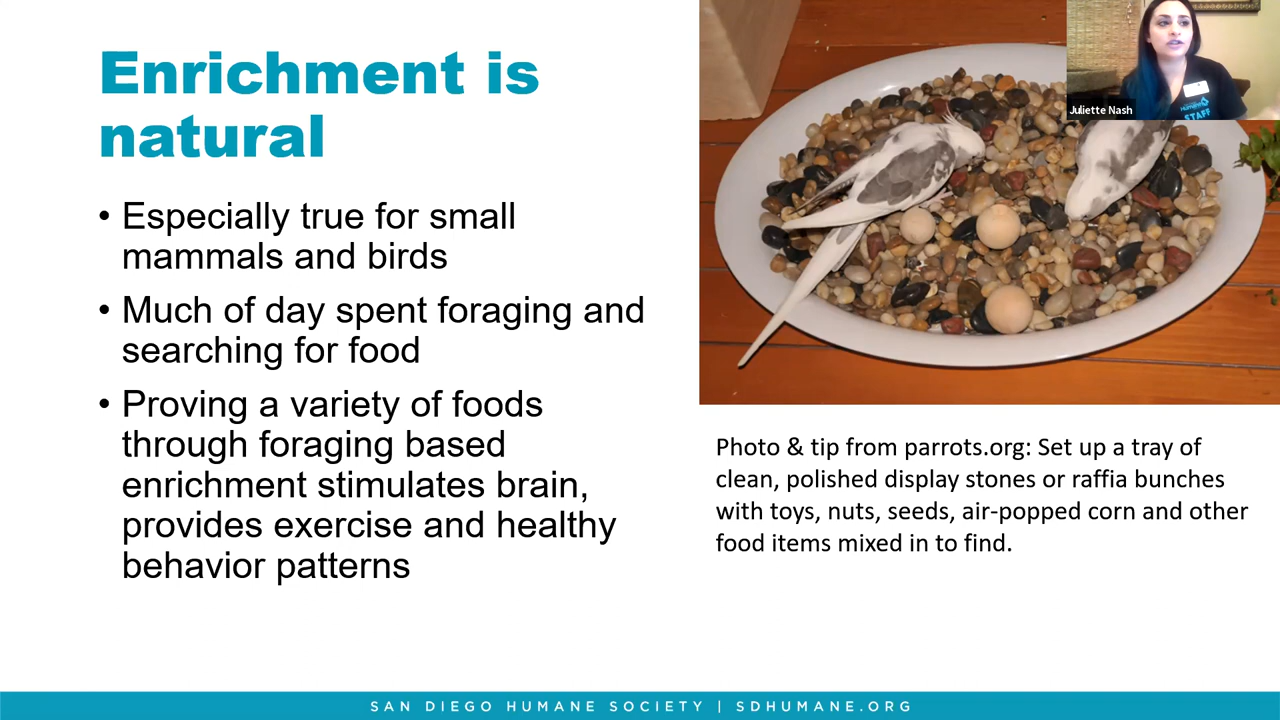 Enrichment is
natural
• Especially true for small
mammals and birds
• Much of day spent foraging and
searching for food
• Proving a variety of foods
through foraging based
enrichment stimulates brain,
provides exercise and healthy
behavior patterns
Juliette Nash
Humane
STAFF
Photo & tip from parrots.org: Set up a tray of
clean, polished display stones or raffia bunches
with toys, nuts, seeds, air-popped corn and other
food items mixed in to find.
SAN DIEGO HUMANE SOCIETY | SDHUMANE.ORG